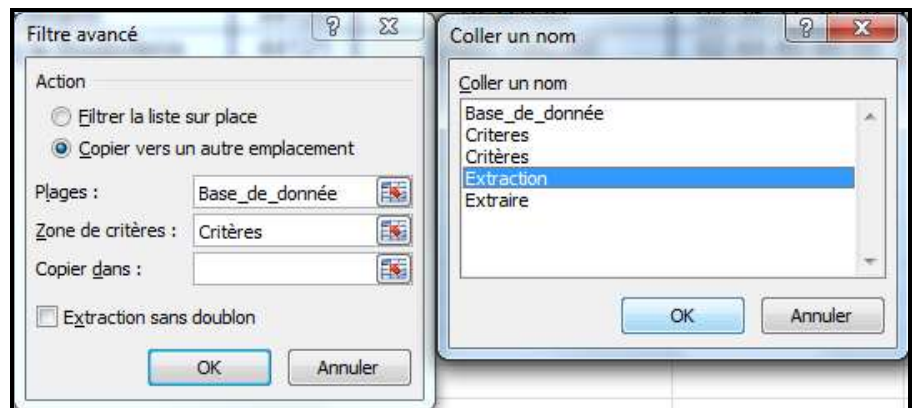 Filtre avancé
Action
Filtrer la liste sur place
Copier vers un autre emplacement
Plages :
Base_de_donnée
Zone de critères :
Critères
Copier dans :
Extraction sans doublon
OK
Annuler
Coller un nom
Coller un nom
Base_de_donnée
Criteres
Critères
Extraction
Extraire
OK
Annuler